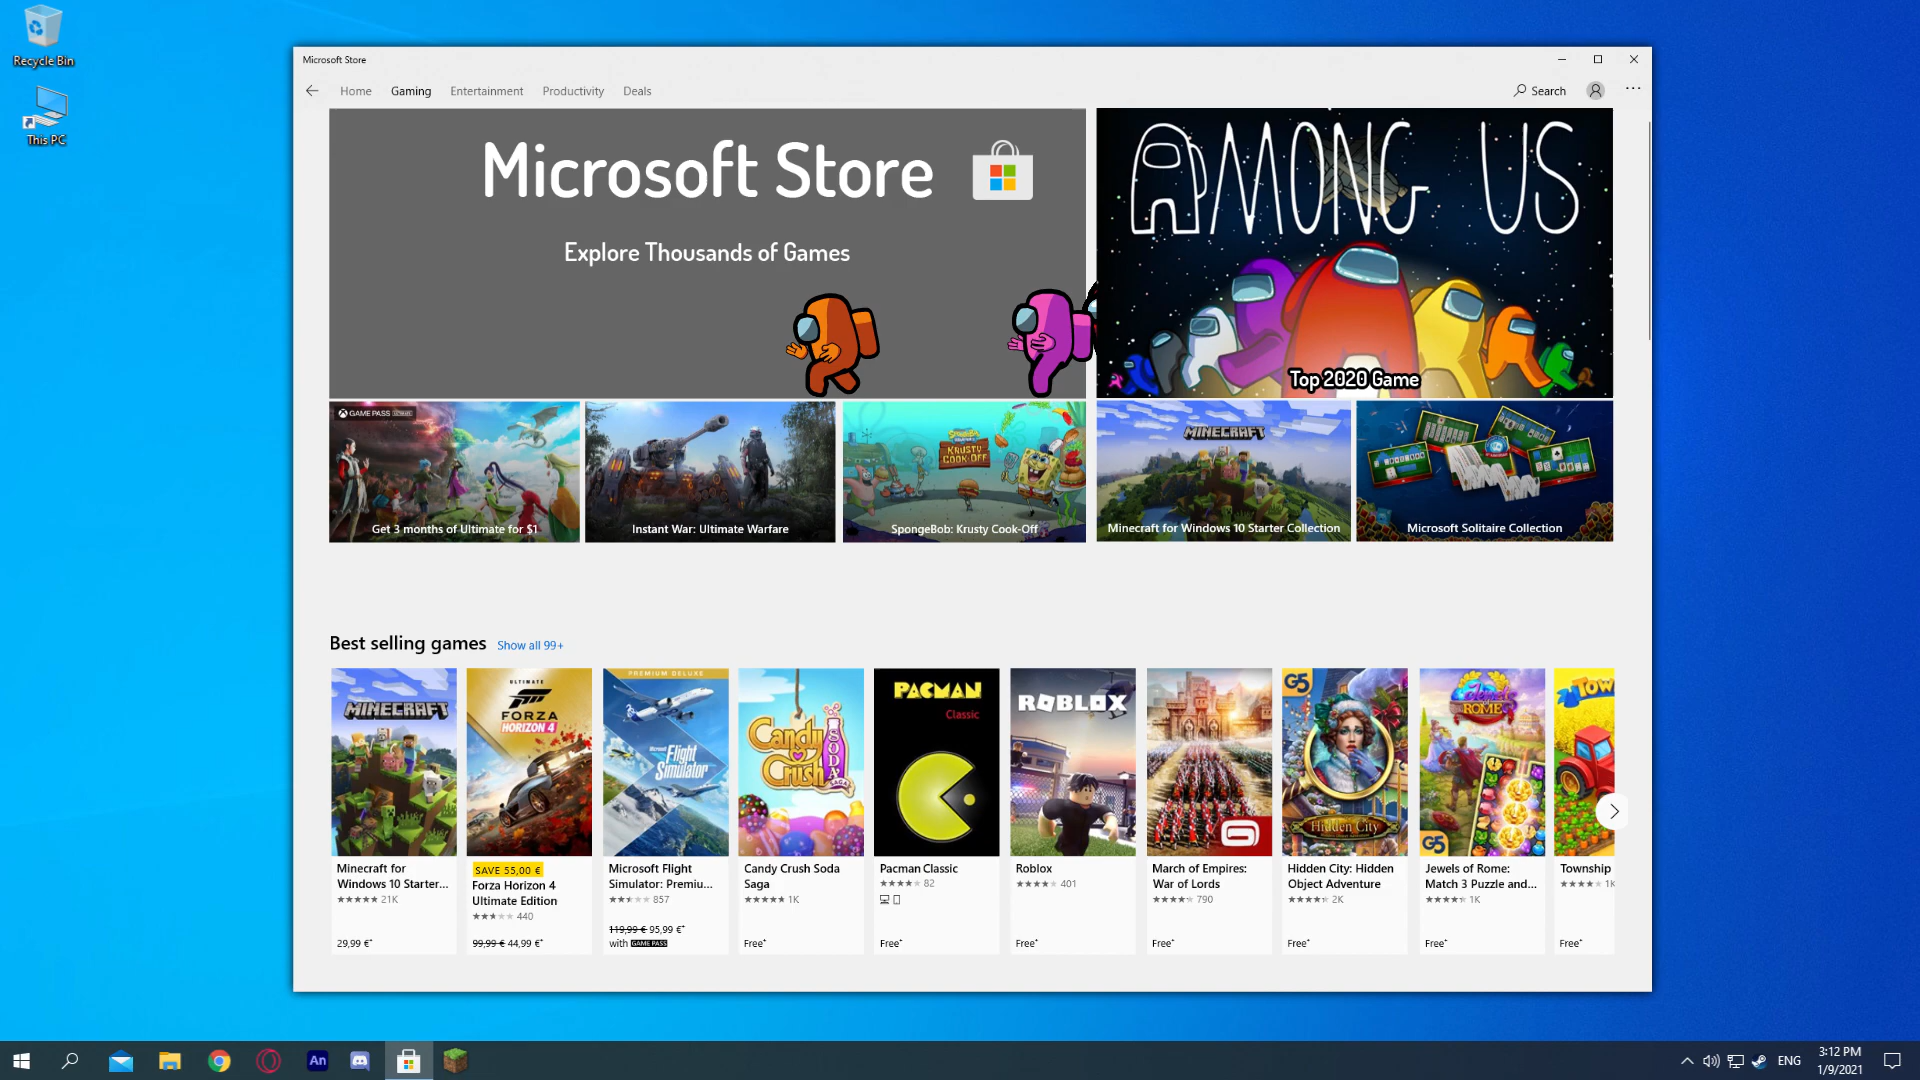 Recycle Bin
This PC
Microsoft Store
Home Gaming Entertainment Productivity Deals
Search
Microsoft Store
Explore Thousands of Games
AMONG US
Top 2020 Game
GAME PASS ULTIMATE
Get 3 months of Ultimate for $1
Instant War: Ultimate Warfare
KRUSTY
COOK-OFF
SpongeBob: Krusty Cook-Off
MINECRAFT
Minecraft for Windows 10 Starter Collection
Microsoft Solitaire Collection
Best selling games Show all 99+
MINECRAFT
Minecraft for
Windows 10 Starter...
21K
29,99 €*
ULTIMATE
FORZA
HORIZON 4
SAVE 55,00 €
Forza Horizon 4
Ultimate Edition
440
99,99 € 44,99 €*
PREMIUM DELUXE
Microsoft
Flight
Simulator
Microsoft Flight
Simulator: Premiu...
857
119,99 € 95,99 €*
with GAME PASS
Candy
Crush
SODA
SAGA
Candy Crush Soda
Saga
1K
Free*
PACMAN
Classic
Pacman Classic
82
Free*
ROBLOX
Roblox
401
Free*
March of Empires:
War of Lords
790
Free*
G5
Hidden City
Hidden City: Hidden
Object Adventure
2K
Free*
Jewels of
ROME
G5
Jewels of Rome:
Match 3 Puzzle and...
1K
Free*
TOW
Township
1K
Free*
An
ENG
3:12 PM
1/9/2021